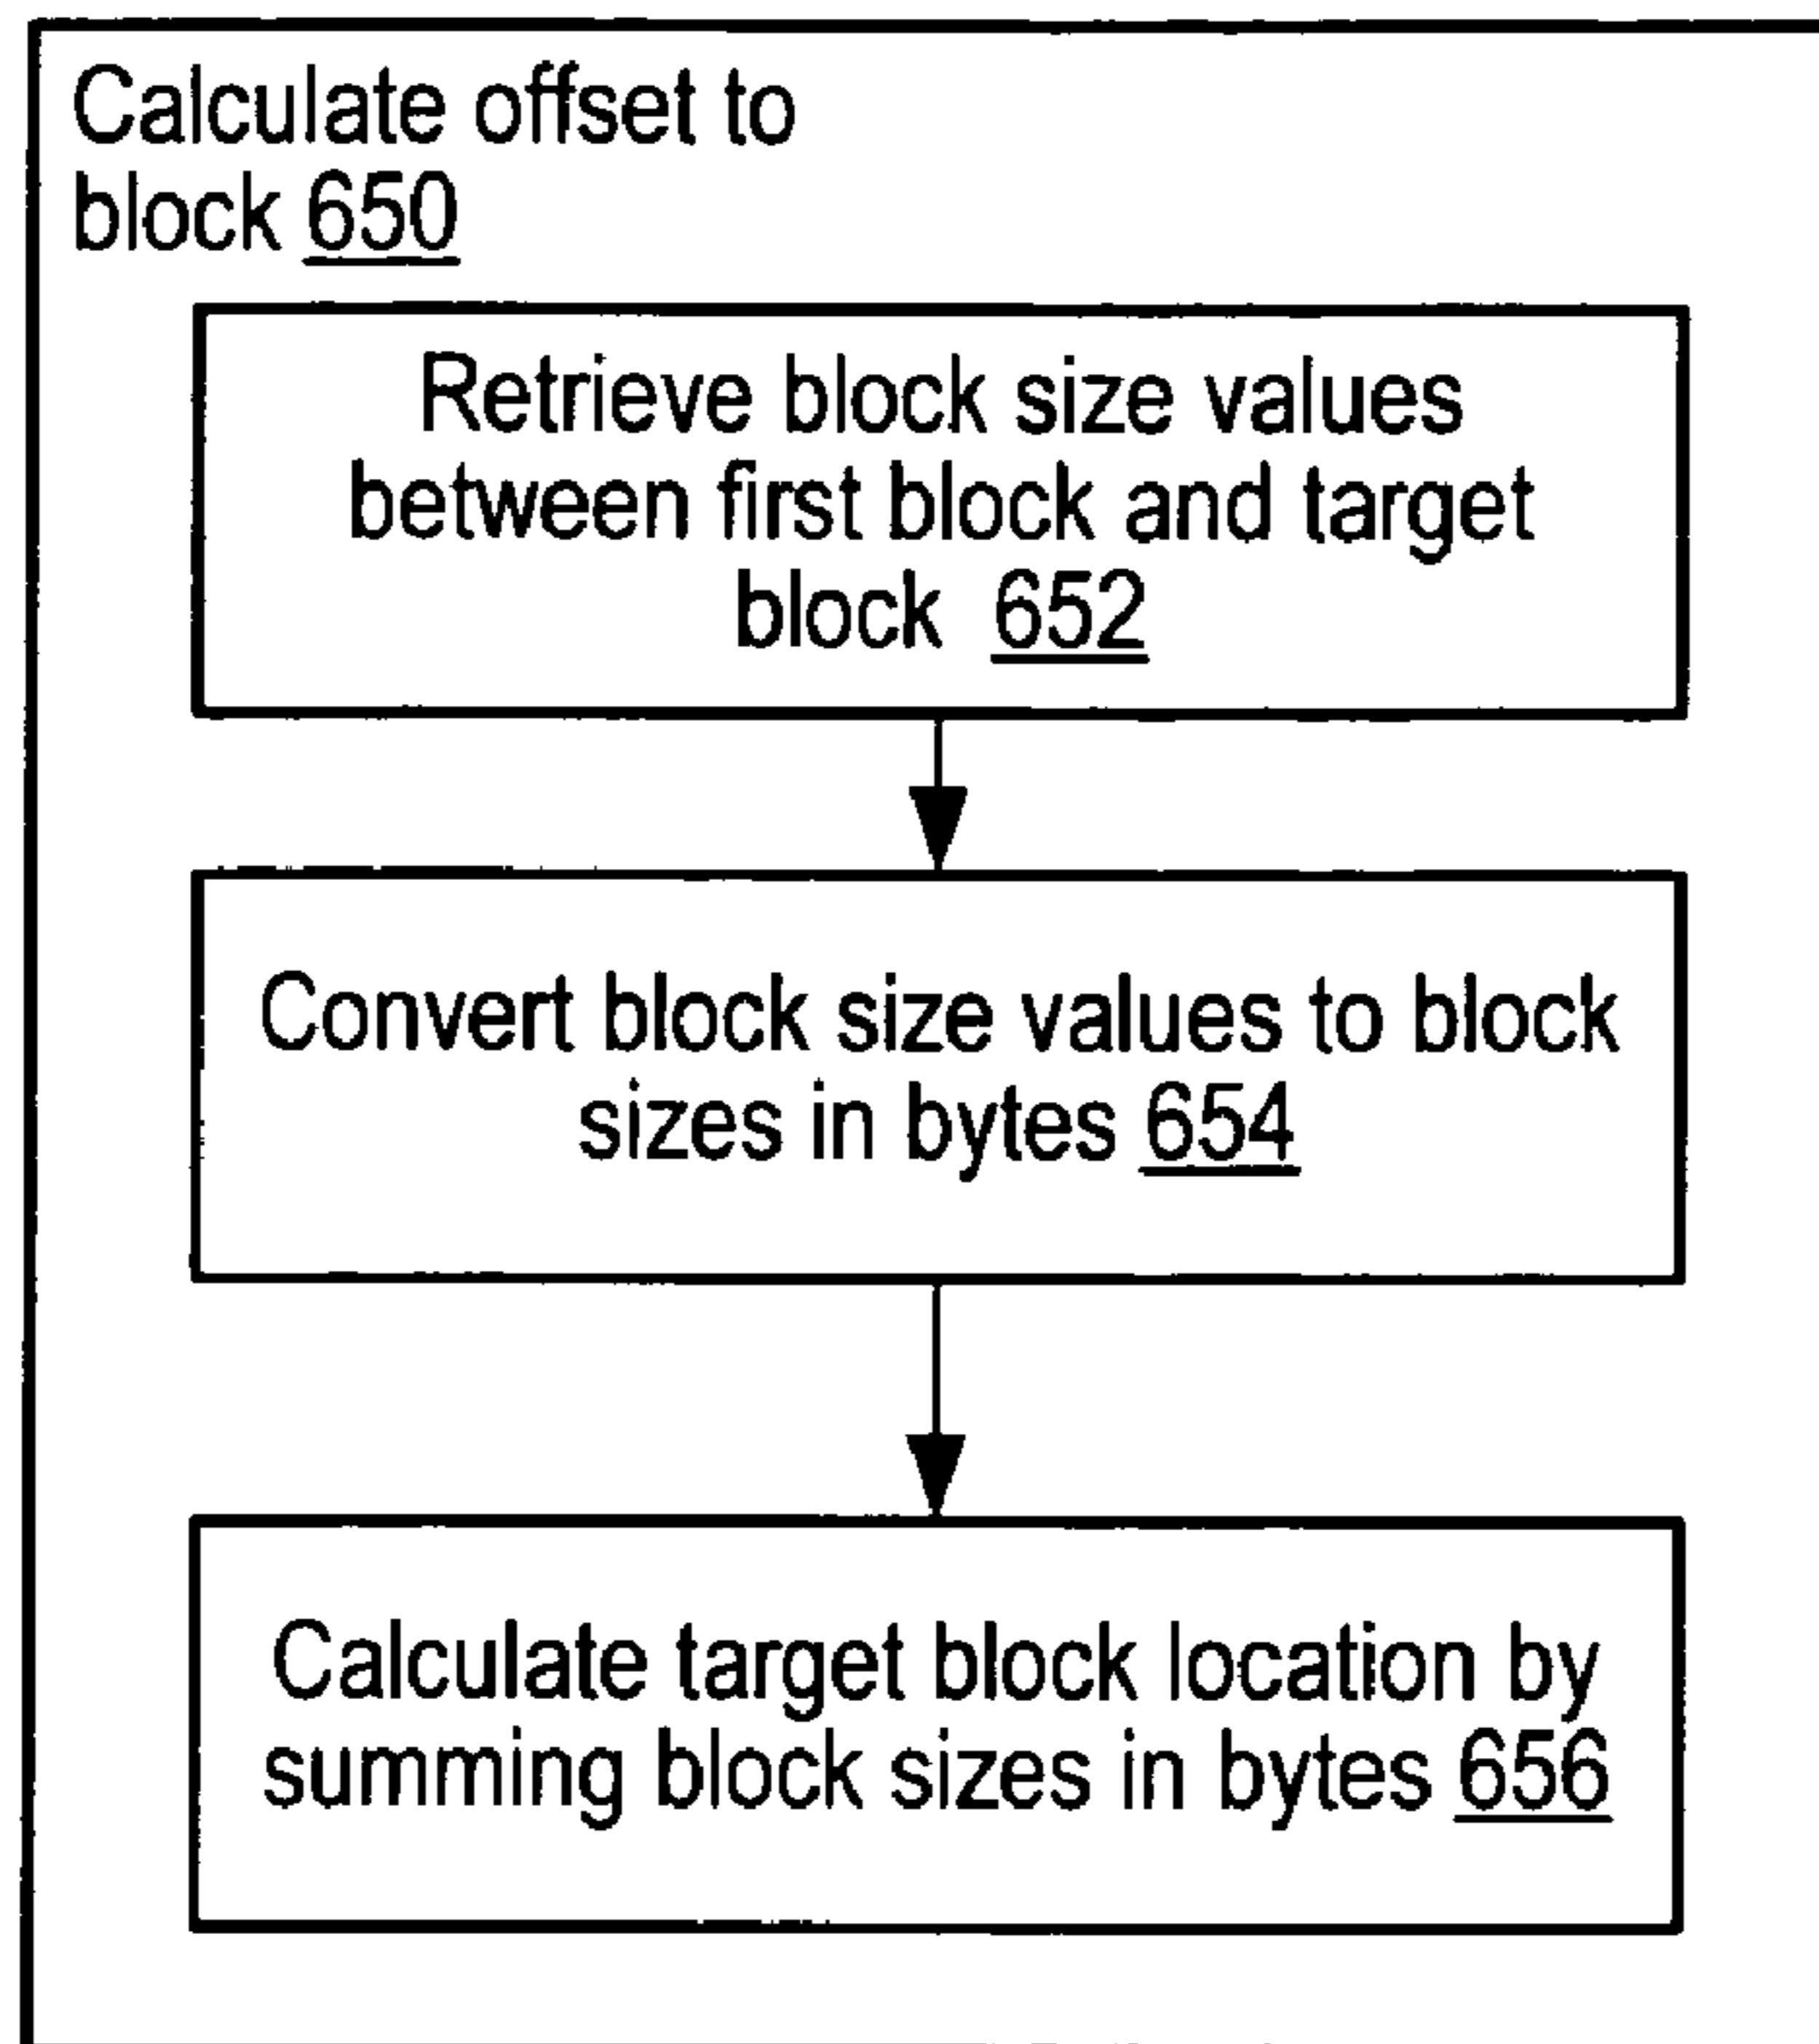 Calculate offset to
block 650
Retrieve block size values
between first block and target
block 652
Convert block size values to block
sizes in bytes 654
Calculate target block location by
summing block sizes in bytes 656